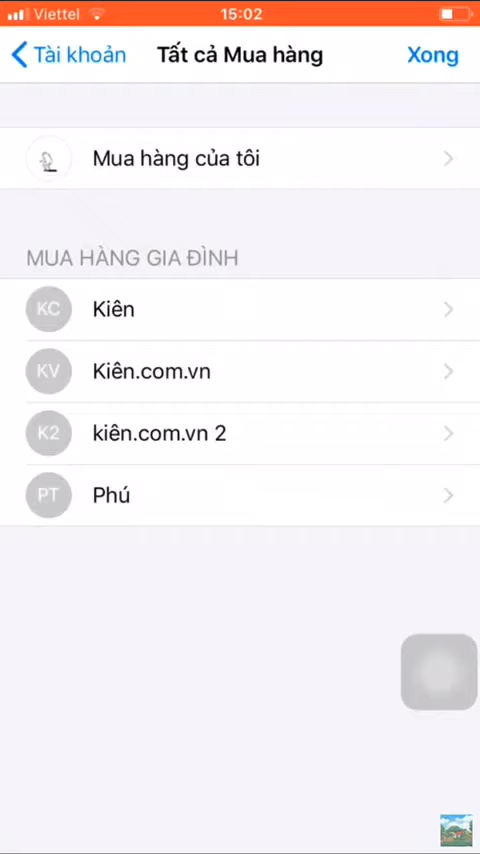 Viettel 15:02
Tài khoản Tất cả Mua hàng Xong
Mua hàng của tôi
MUA HÀNG GIA ĐÌNH
KC Kiên
KV Kiên.com.vn
K2 kiên.com.vn 2
PT Phú